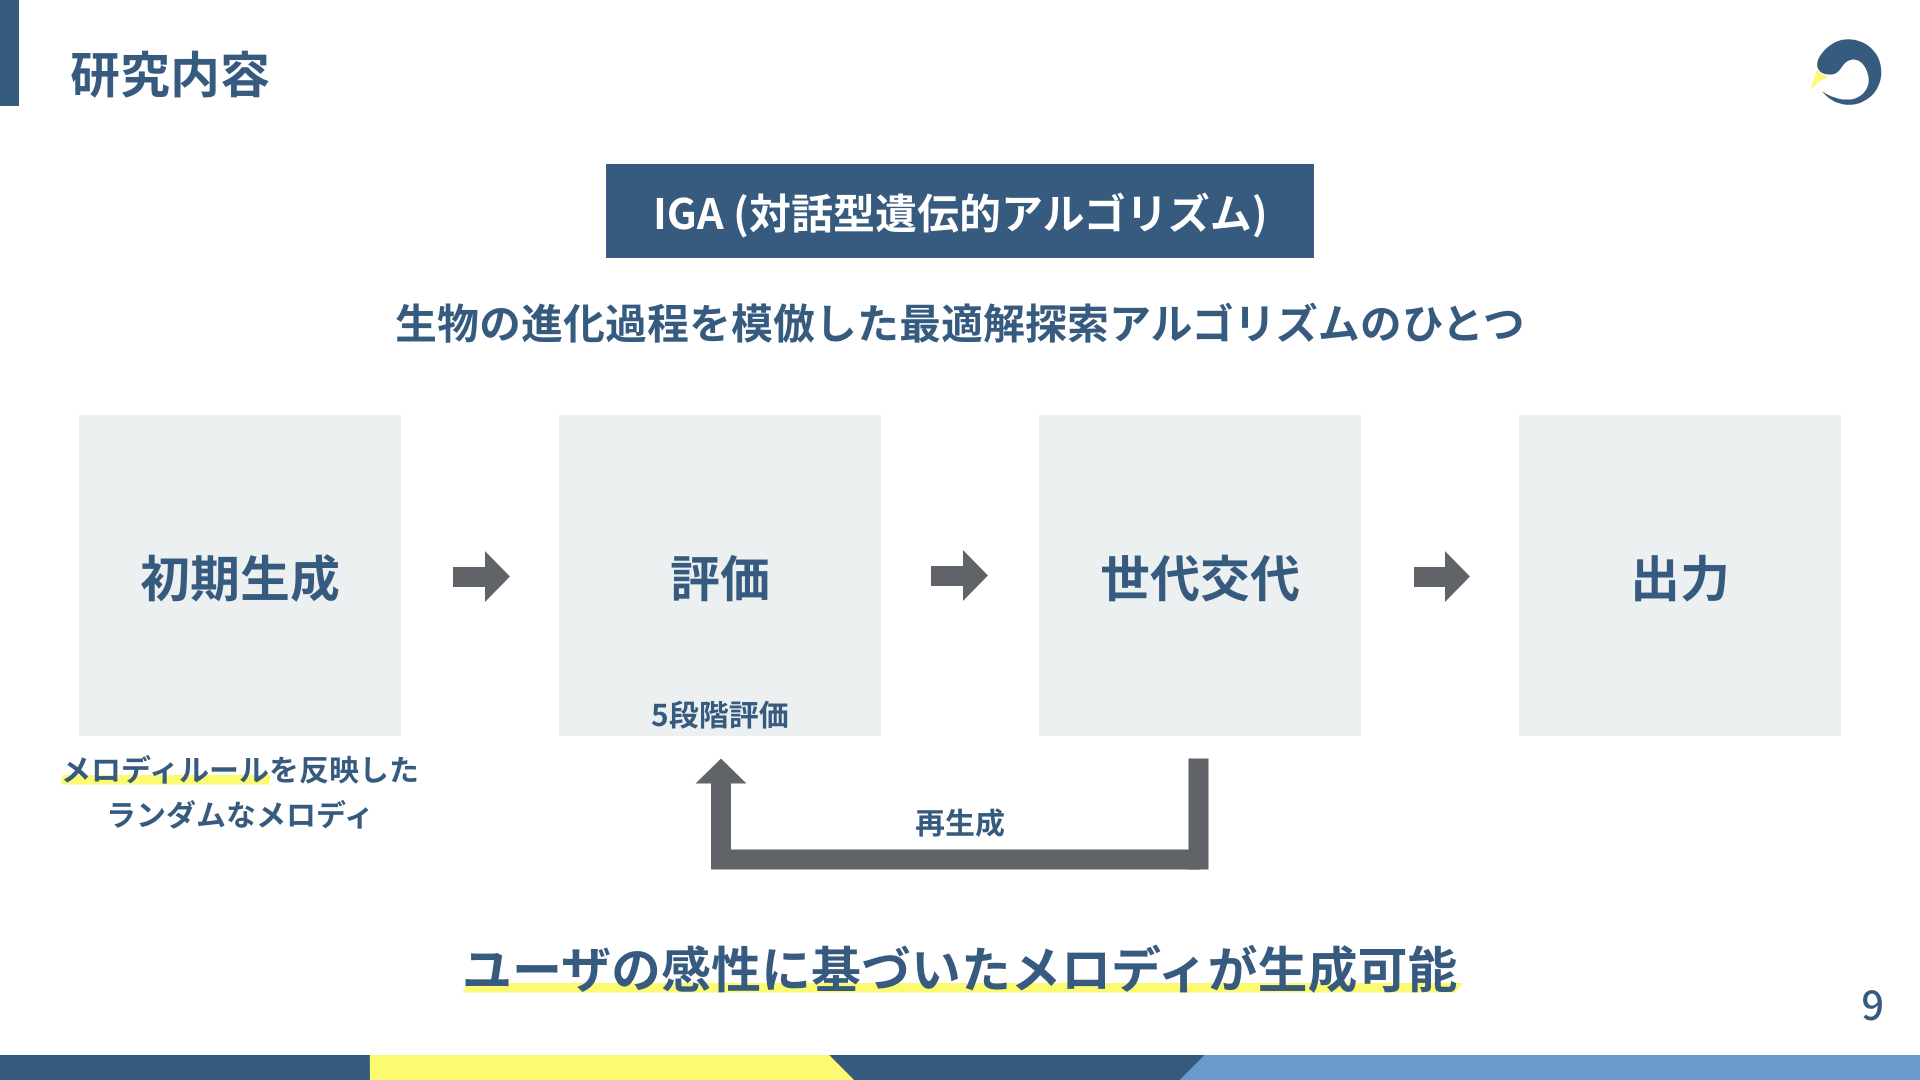 研究内容
IGA (対話型遺伝的アルゴリズム)
生物の進化過程を模倣した最適解探索アルゴリズムのひとつ
初期生成
評価
世代交代
出力
5段階評価
メロディルールを反映した
ランダムなメロディ
再生成
ユーザの感性に基づいたメロディが生成可能
9